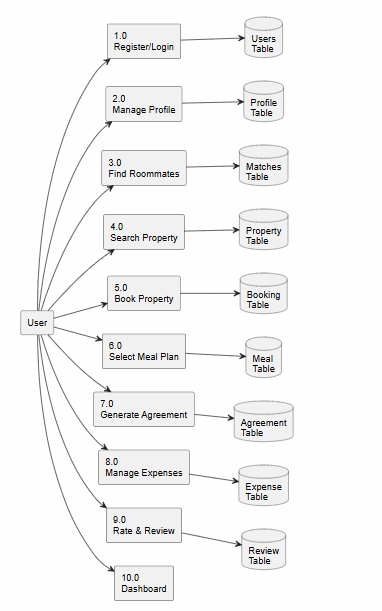 1.0
Register/Login
Users
Table
2.0
Manage Profile
Profile
Table
3.0
Find Roommates
Matches
Table
4.0
Search Property
Property
Table
5.0
Book Property
Booking
Table
User
6.0
Select Meal Plan
Meal
Table
7.0
Generate Agreement
Agreement
Table
8.0
Manage Expenses
Expense
Table
9.0
Rate & Review
Review
Table
10.0
Dashboard